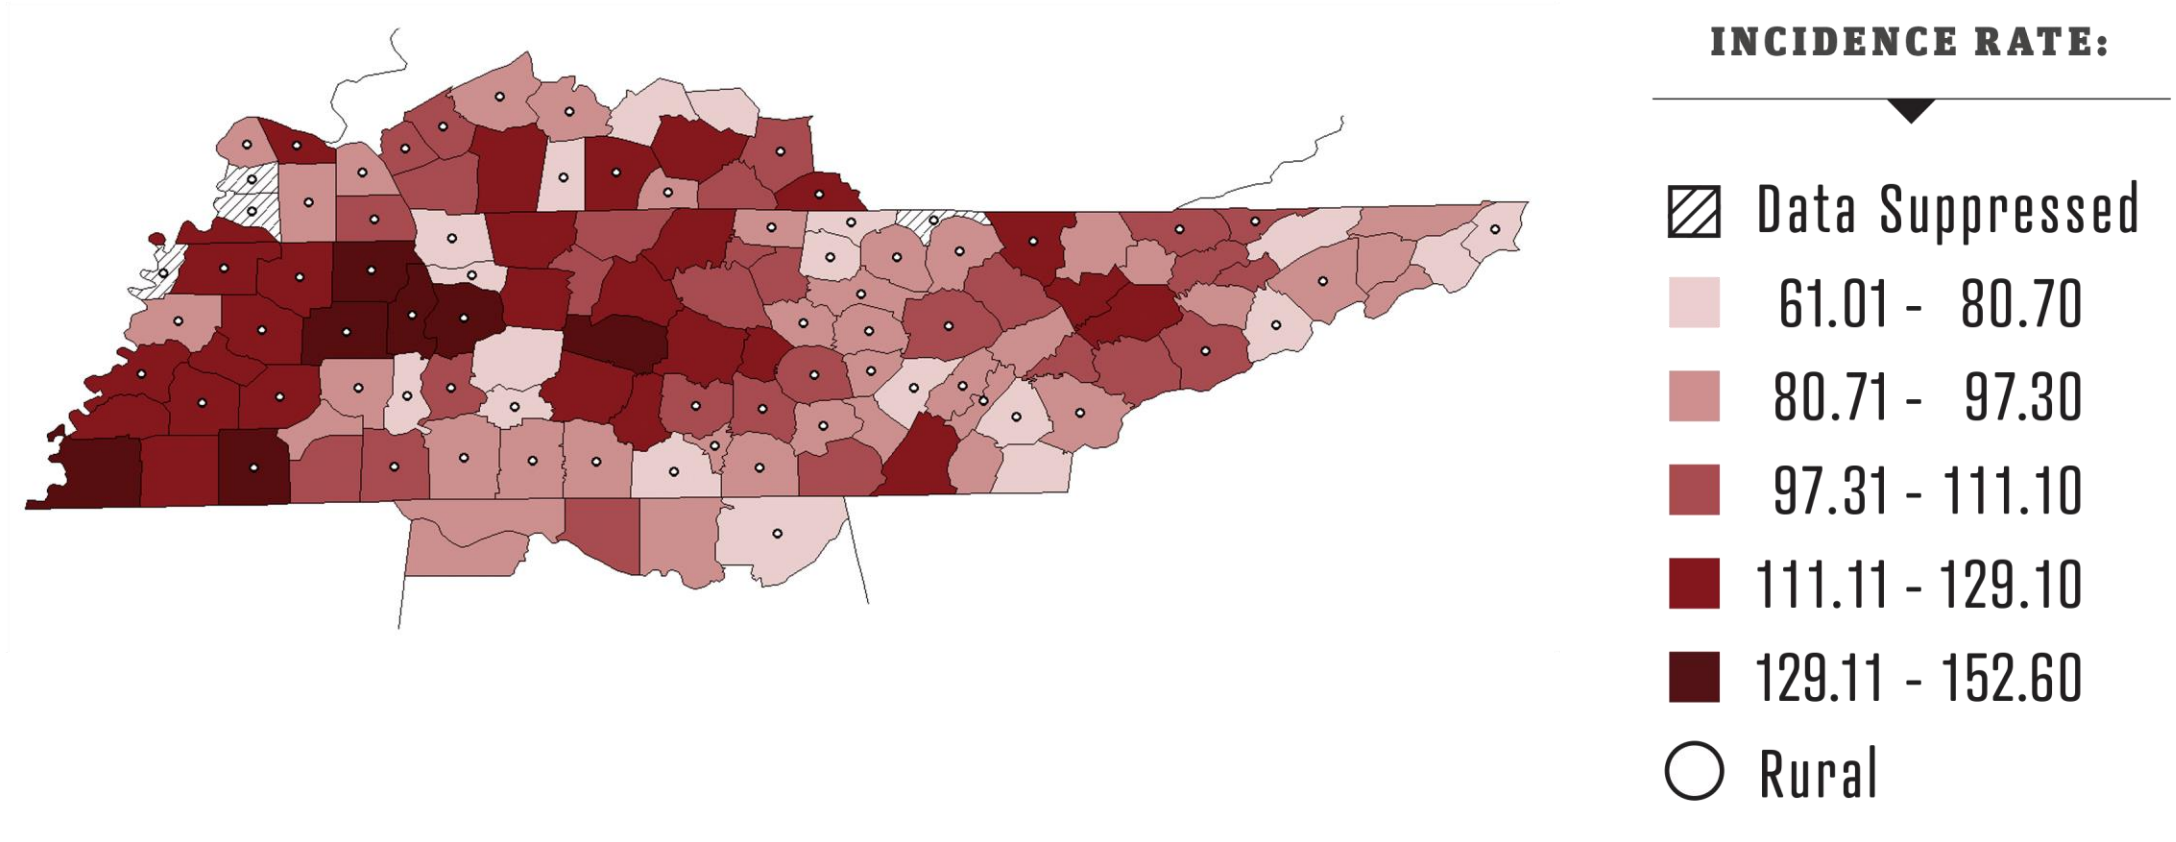 INCIDENCE RATE:
Data Suppressed
61.01 - 80.70
80.71 - 97.30
97.31 - 111.10
111.11 - 129.10
129.11 - 152.60
Rural